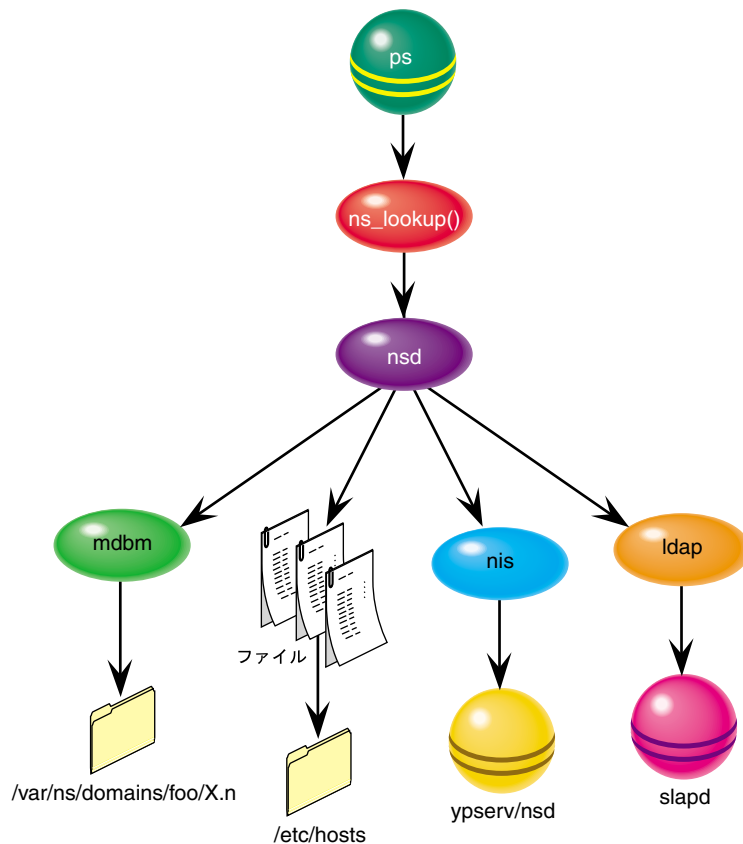 ps
ns_lookup()
nsd
mdbm
ファイル
nis
ldap
/var/ns/domains/foo/X.n
/etc/hosts
ypserv/nsd
slapd